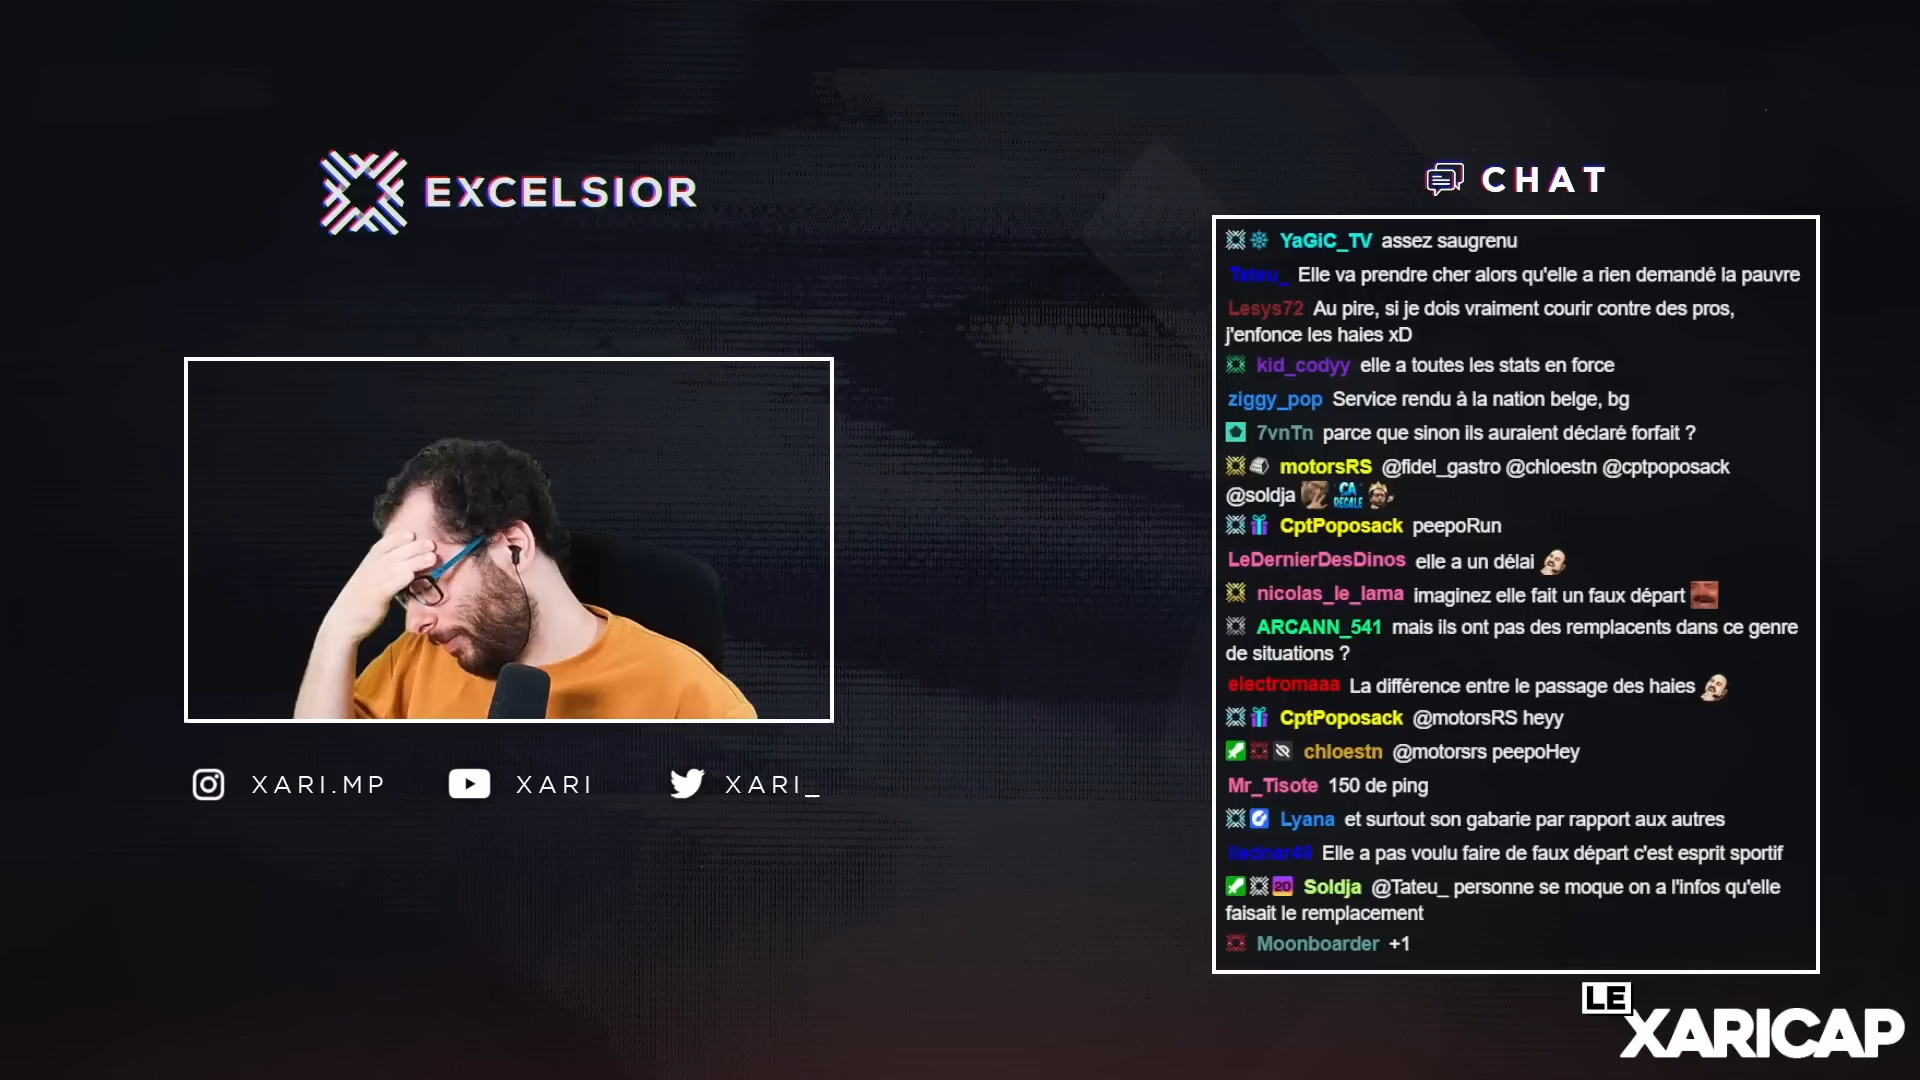 EXCELSIOR
CHAT
YaGiC_TV assez saugrenu
Tateu_ Elle va prendre cher alors qu'elle a rien demandé la pauvre
Lesys72 Au pire, si je dois vraiment courir contre des pros,
j'enfonce les haies xD
kid_codyy elle a toutes les stats en force
ziggy_pop Service rendu à la nation belge, bg
7vnTn parce que sinon ils auraient déclaré forfait ?
motorsRS @fidel_gastro @chloestn @cptpoposack
@soldja ÇA RÉGALE
CptPoposack peepoRun
LeDernierDesDinos elle a un délai
nicolas_le_lama imaginez elle fait un faux départ
ARCANN_541 mais ils ont pas des remplacents dans ce genre
de situations ?
electromaaa La différence entre le passage des haies
CptPoposack @motorsRS heyy
chloestn @motorsrs peepoHey
Mr_Tisote 150 de ping
Lyana et surtout son gabarie par rapport aux autres
Elle a pas voulu faire de faux départ c'est esprit sportif
20 Soldja @Tateu_ personne se moque on a l'infos qu'elle
faisait le remplacement
Moonboarder +1
XARI.MP XARI XARI_
LE
XARICAP